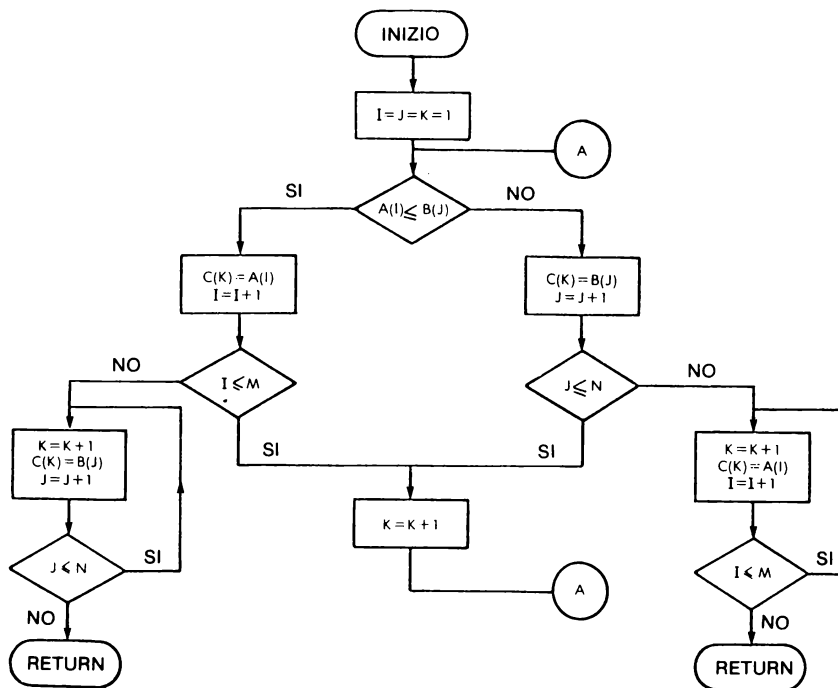 INIZIO
I = J = K = 1
A
SI
NO
A(I) ≤ B(J)
C(K) = A(I)
I = I + 1
C(K) = B(J)
J = J + 1
NO
I ≤ M
J ≤ N
NO
K = K + 1
C(K) = B(J)
J = J + 1
SI
SI
K = K + 1
C(K) = A(I)
I = I + 1
K = K + 1
J ≤ N
SI
A
I ≤ M
SI
NO
NO
RETURN
RETURN